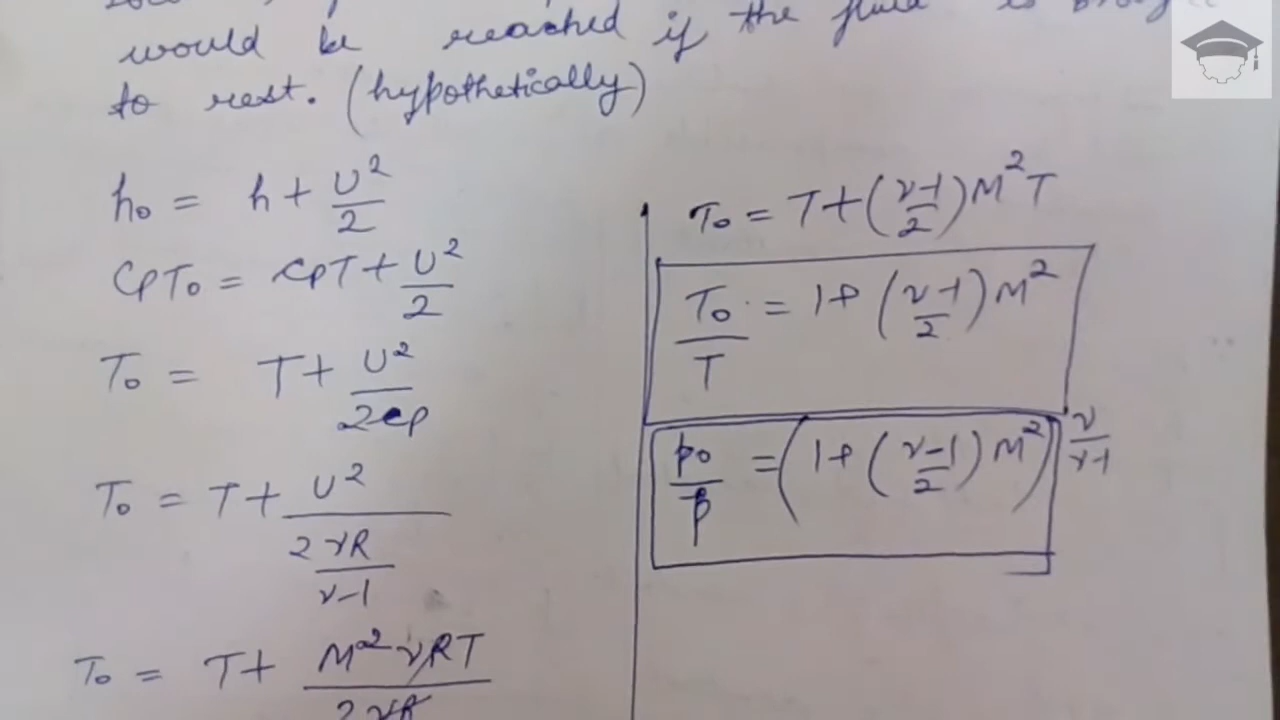 would be reached if the fluid is
to rest. (hypothetically)
h₀ = h + U²/2
CpT₀ = CpT + U²/2
T₀ = T + U²/2Cp
T₀ = T + U²/(2γR/(γ-1))
T₀ = T + M²γRT/2γR
T₀ = T + ((γ-1)/2)M²T
T₀/T = 1 + ((γ-1)/2)M²
p₀/p = (1 + ((γ-1)/2)M²)^(γ/(γ-1))